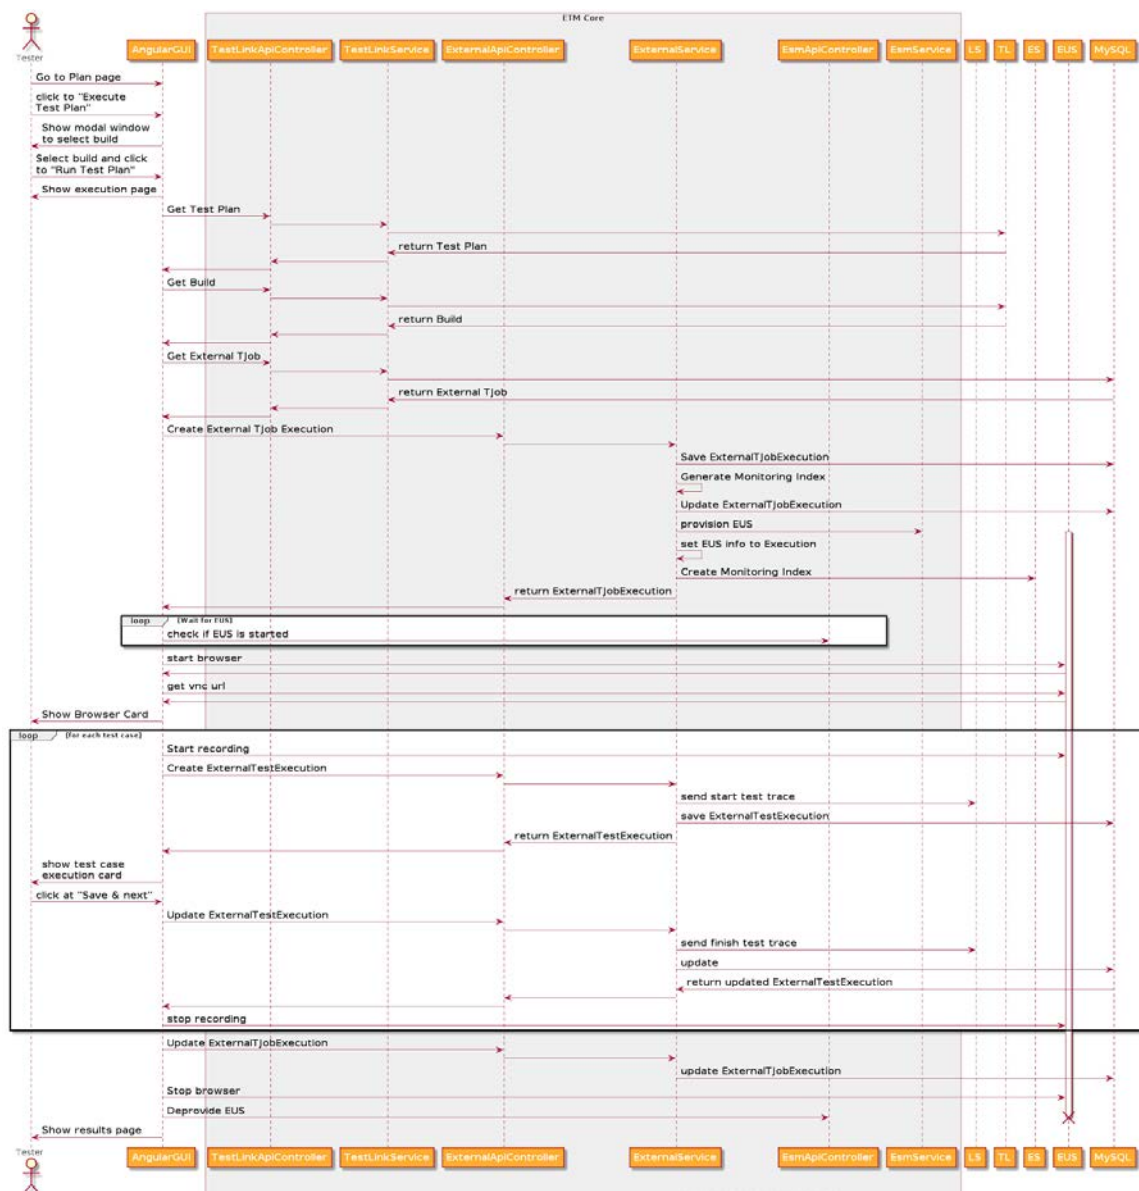 ETM Core
Tester
AngularGUI
TestLinkApiController
TestLinkService
ExternalApiController
ExternalService
EsmApiController
EsmService
LS
TL
ES
EUS
MySQL
Go to Plan page
click to "Execute
Test Plan"
Show modal window
to select build
Select build and click
to "Run Test Plan"
Show execution page
Get Test Plan
return Test Plan
Get Build
return Build
Get External TJob
return External TJob
Create External TJob Execution
Save ExternalTJobExecution
Generate Monitoring Index
Update ExternalTJobExecution
provision EUS
set EUS info to Execution
Create Monitoring Index
return ExternalTJobExecution
loop [Wait for EUS]
check if EUS is started
start browser
get vnc url
Show Browser Card
loop [for each test case]
Start recording
Create ExternalTestExecution
send start test trace
save ExternalTestExecution
return ExternalTestExecution
show test case
execution card
click at "Save & next"
Update ExternalTestExecution
send finish test trace
update
return updated ExternalTestExecution
stop recording
Update ExternalTJobExecution
update ExternalTJobExecution
Stop browser
Deprovide EUS
Show results page
Tester
AngularGUI
TestLinkApiController
TestLinkService
ExternalApiController
ExternalService
EsmApiController
EsmService
LS
TL
ES
EUS
MySQL